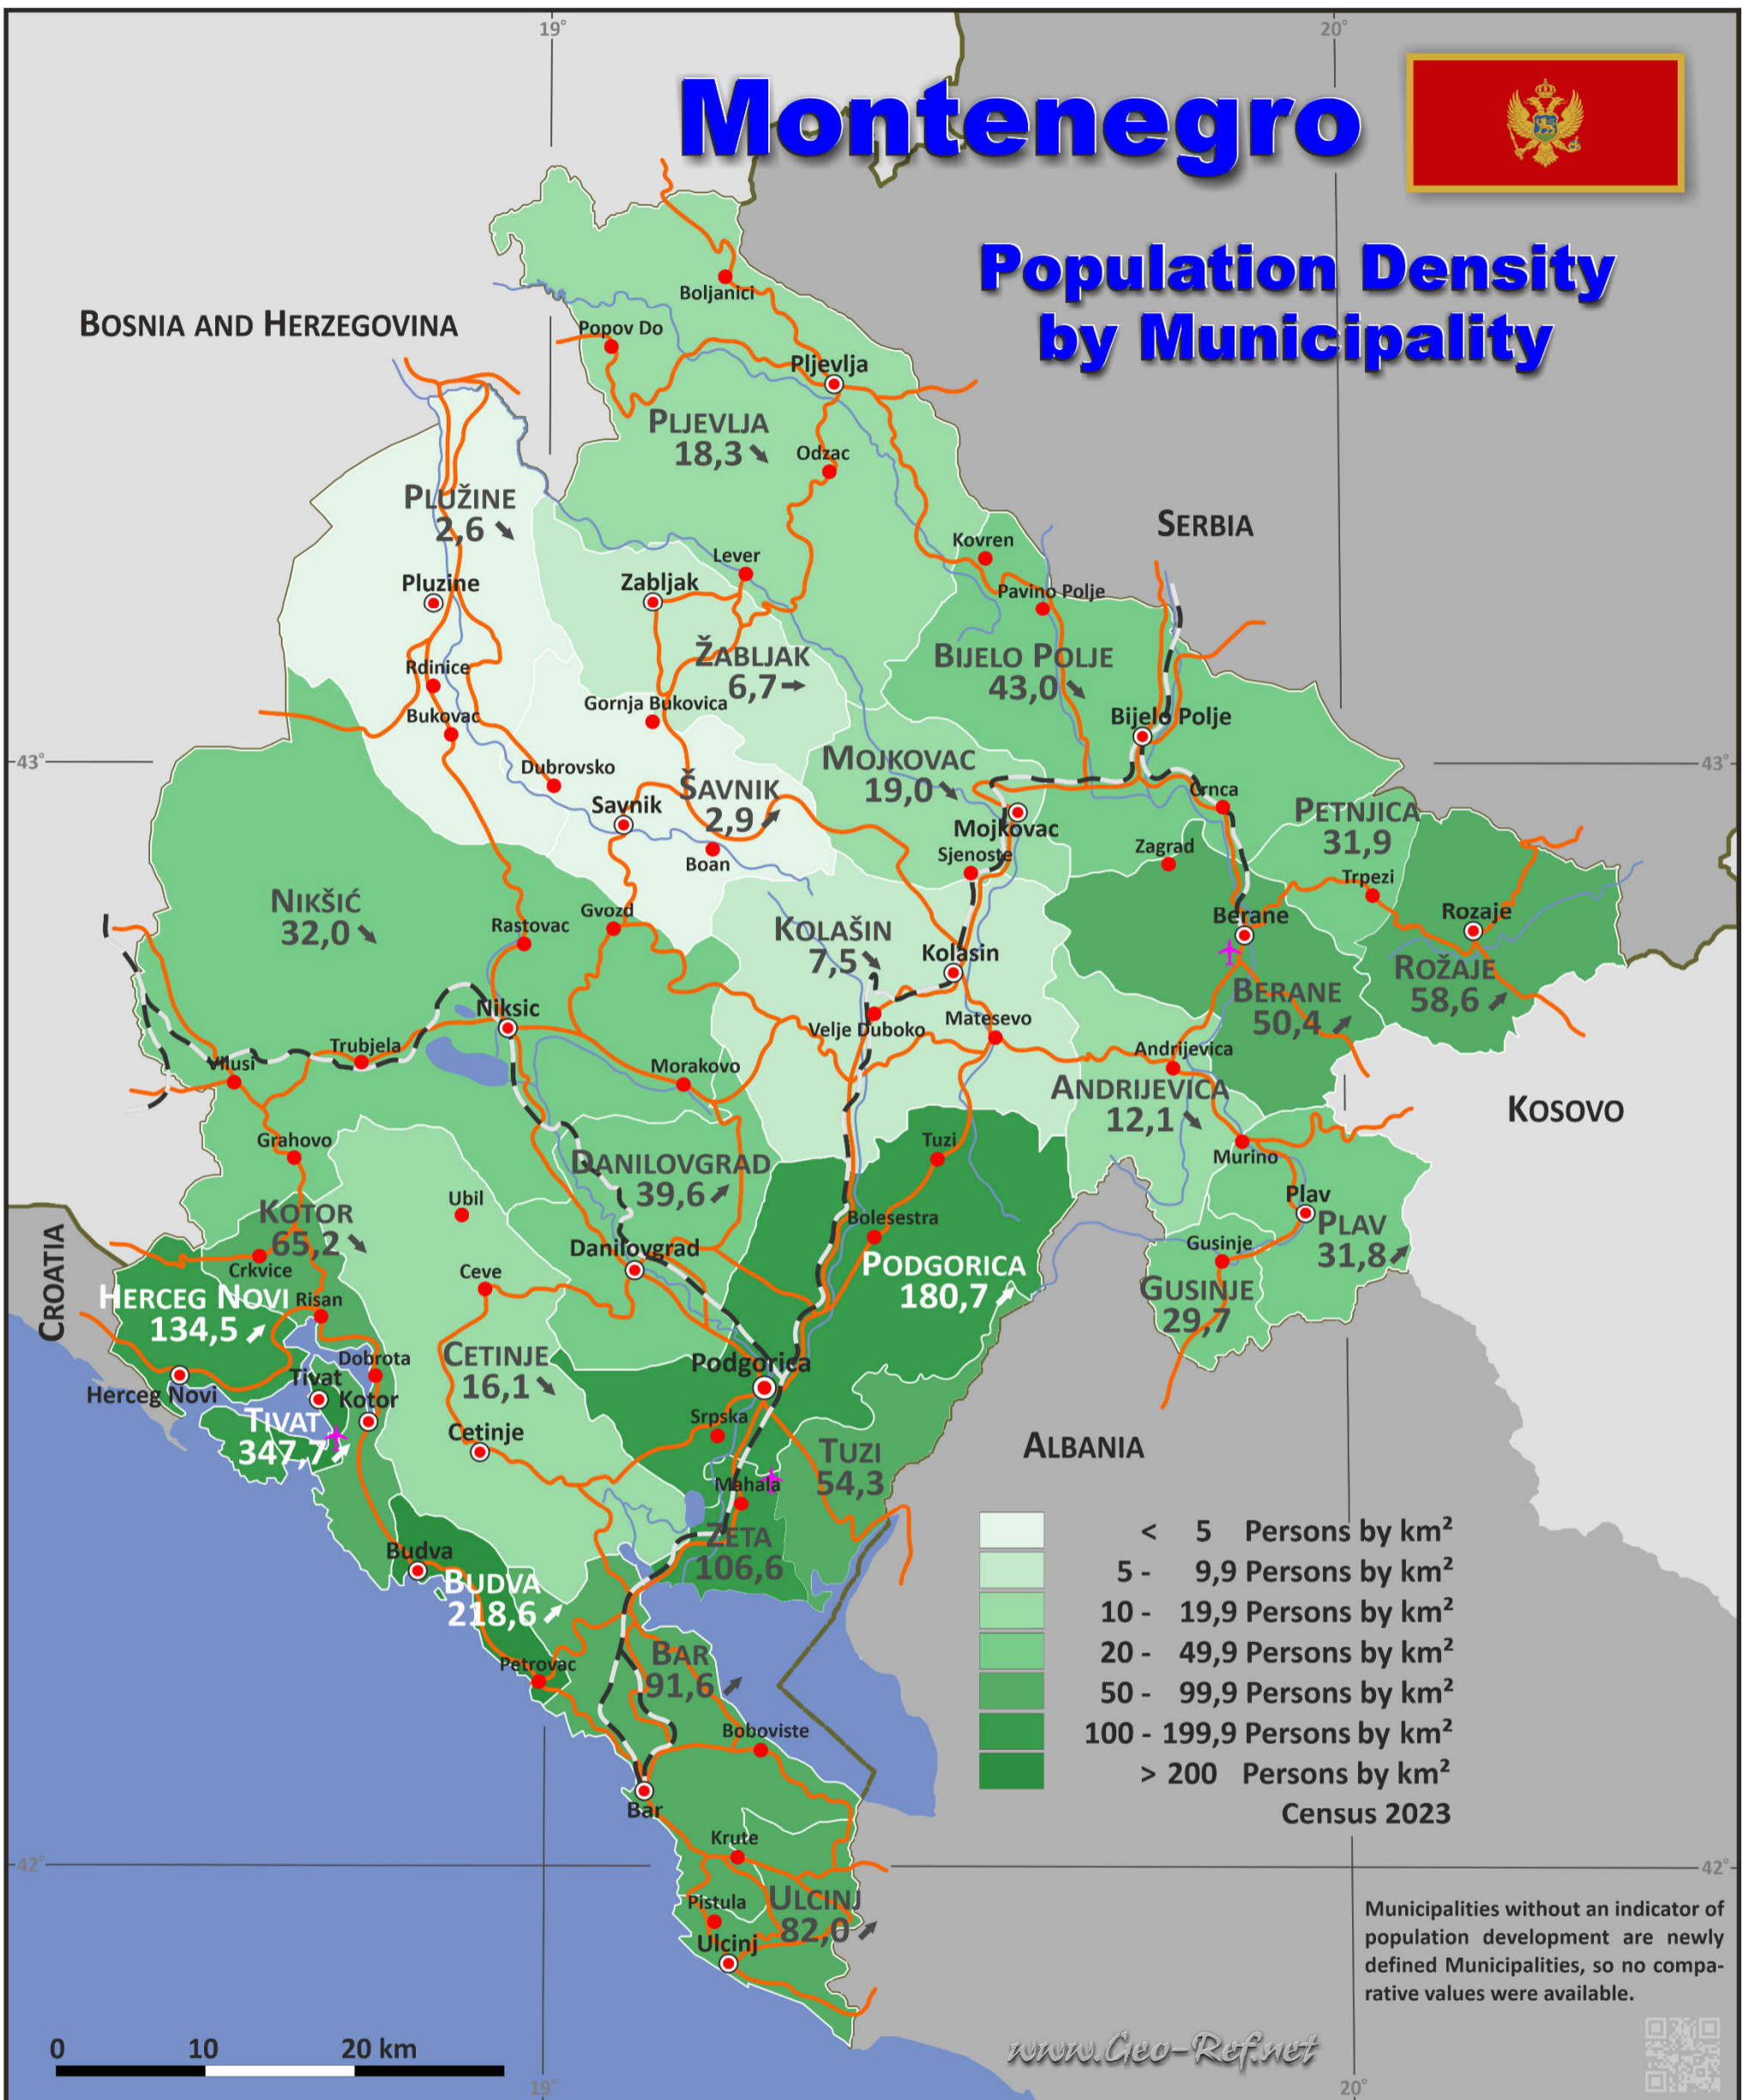 19°
20°
Montenegro
Population Density
by Municipality
BOSNIA AND HERZEGOVINA
Boljanici
Popov Do
Pljevlja
PLJEVLJA
18,3
Odzac
PLUŽINE
2,6
SERBIA
Kovren
Lever
Pluzine
Zabljak
Pavino Polje
ŽABLJAK
6,7
BIJELO POLJE
43,0
Rdinice
Gornja Bukovica
Bukovac
Bijelo Polje
43°
43°
Dubrovsko
MOJKOVAC
19,0
ŠAVNIK
2,9
Savnik
Crnca
PETNJICA
31,9
Mojkovac
Boan
Sjenoste
Zagrad
Trpezi
NIKŠIĆ
32,0
Gvozd
Rastovac
KOLAŠIN
7,5
Kolasin
Berane
Rozaje
ROŽAJE
58,6
BERANE
50,4
Niksic
Velje Duboko
Matesevo
Trubjela
Vilusi
Morakovo
Andrijevica
ANDRIJEVICA
12,1
KOSOVO
Grahovo
Tuzi
Murino
DANILOVGRAD
39,6
Ubil
Plav
PLAV
31,8
KOTOR
65,2
Bolesestra
CROATIA
Crkvice
Danilovgrad
Gusinje
GUSINJE
29,7
PODGORICA
180,7
Ceve
HERCEG NOVI
134,5
Risan
Dobrota
CETINJE
16,1
Podgorica
Herceg Novi
Tivat
Kotor
TIVAT
347,7
Cetinje
Srpska
TUZI
54,3
ALBANIA
Mahala
ZETA
106,6
Budva
BUDVA
218,6
Petrovac
BAR
91,6
Boboviste
Bar
< 5 Persons by km²
5 - 9,9 Persons by km²
10 - 19,9 Persons by km²
20 - 49,9 Persons by km²
50 - 99,9 Persons by km²
100 - 199,9 Persons by km²
> 200 Persons by km²
Census 2023
Krute
42°
42°
Pistula
ULCINJ
82,0
Ulcinj
Municipalities without an indicator of
population development are newly
defined Municipalities, so no compa-
rative values were available.
0 10 20 km
www.Geo-Ref.net
19°
20°